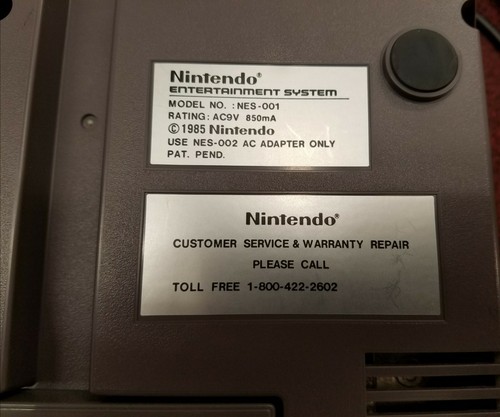 Nintendo®
ENTERTAINMENT SYSTEM
MODEL NO. : NES-001
RATING: AC9V 850mA
©1985 Nintendo
USE NES-002 AC ADAPTER ONLY
PAT. PEND.
Nintendo®
CUSTOMER SERVICE & WARRANTY REPAIR
PLEASE CALL
TOLL FREE 1-800-422-2602